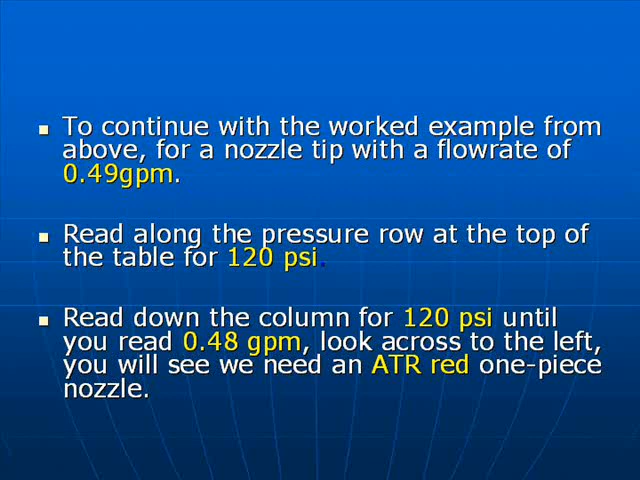 To continue with the worked example from
above, for a nozzle tip with a flowrate of
0.49gpm.
Read along the pressure row at the top of
the table for 120 psi.
Read down the column for 120 psi until
you read 0.48 gpm, look across to the left,
you will see we need an ATR red one-piece
nozzle.